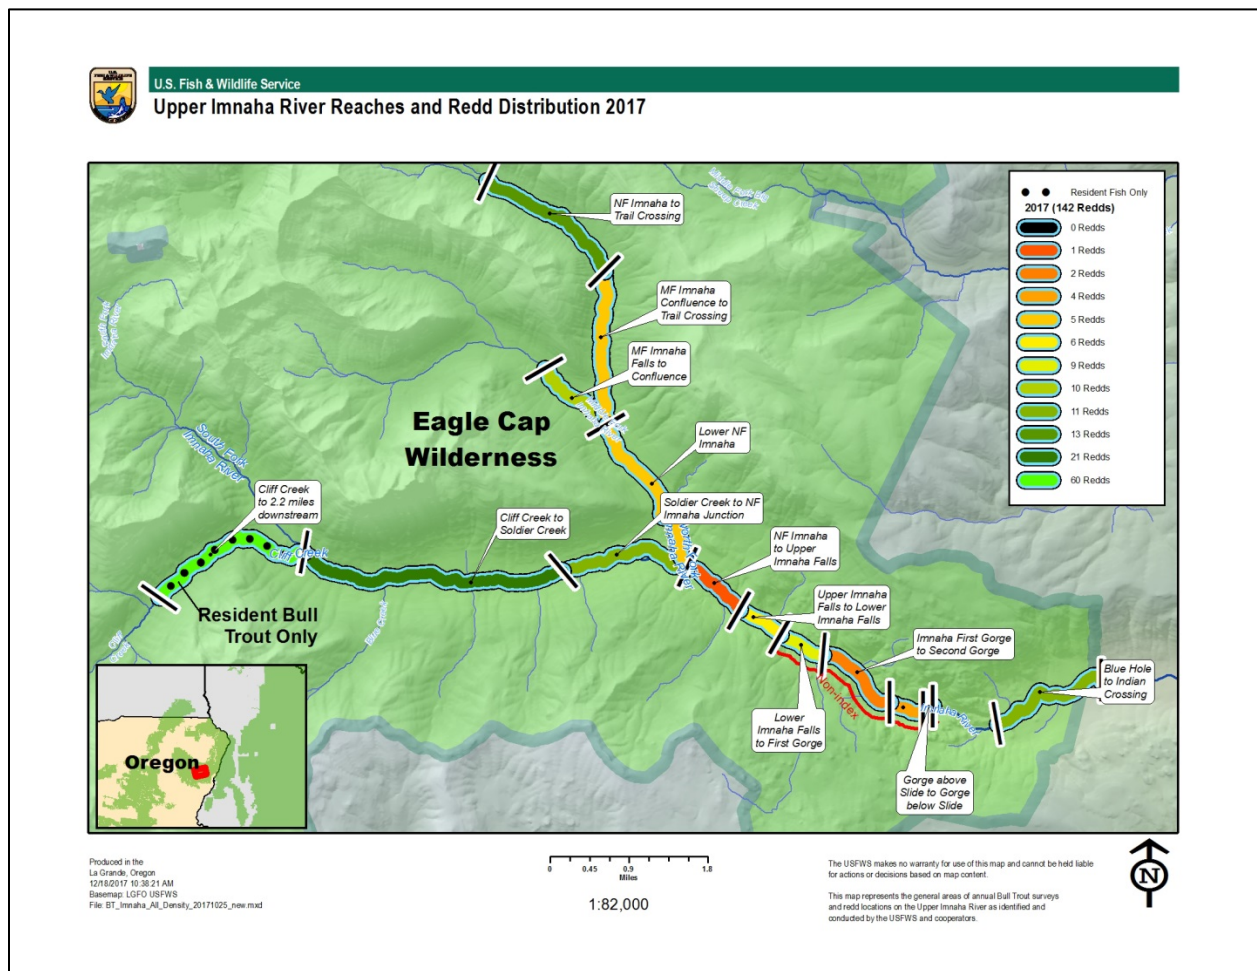 U.S.
FISH & WILDLIFE
SERVICE
U.S. Fish & Wildlife Service
Upper Imnaha River Reaches and Redd Distribution 2017
Resident Fish Only
2017 (142 Redds)
0 Redds
1 Redds
2 Redds
4 Redds
5 Redds
6 Redds
9 Redds
10 Redds
11 Redds
13 Redds
21 Redds
60 Redds
NF Imnaha to
Trail Crossing
MF Imnaha
Confluence to
Trail Crossing
MF Imnaha
Falls to
Confluence
Eagle Cap
Wilderness
Lower NF
Imnaha
South Fork
Imnaha River
Cliff Creek
to 2.2 miles
downstream
Cliff Creek
Cliff Creek to
Soldier Creek
Soldier Creek to NF
Imnaha Junction
North Fork
Imnaha River
NF Imnaha
to Upper
Imnaha Falls
Resident Bull
Trout Only
Upper Imnaha
Falls to Lower
Imnaha Falls
Imnaha First Gorge
to Second Gorge
Blue Hole
to Indian
Crossing
Non-Index
Imnaha River
Lower
Imnaha Falls
to First Gorge
Gorge above
Slide to Gorge
below Slide
Oregon
Produced in the
La Grande, Oregon
12/18/2017 10:38:21 AM
Basemap: LGFO USFWS
File: BT_Imnaha_All_Density_20171025_new.mxd
0 0.45 0.9 1.8
Miles
1:82,000
The USFWS makes no warranty for use of this map and cannot be held liable
for actions or decisions based on map content.
This map represents the general areas of annual Bull Trout surveys
and redd locations on the Upper Imnaha River as identified and
conducted by the USFWS and cooperators.
N